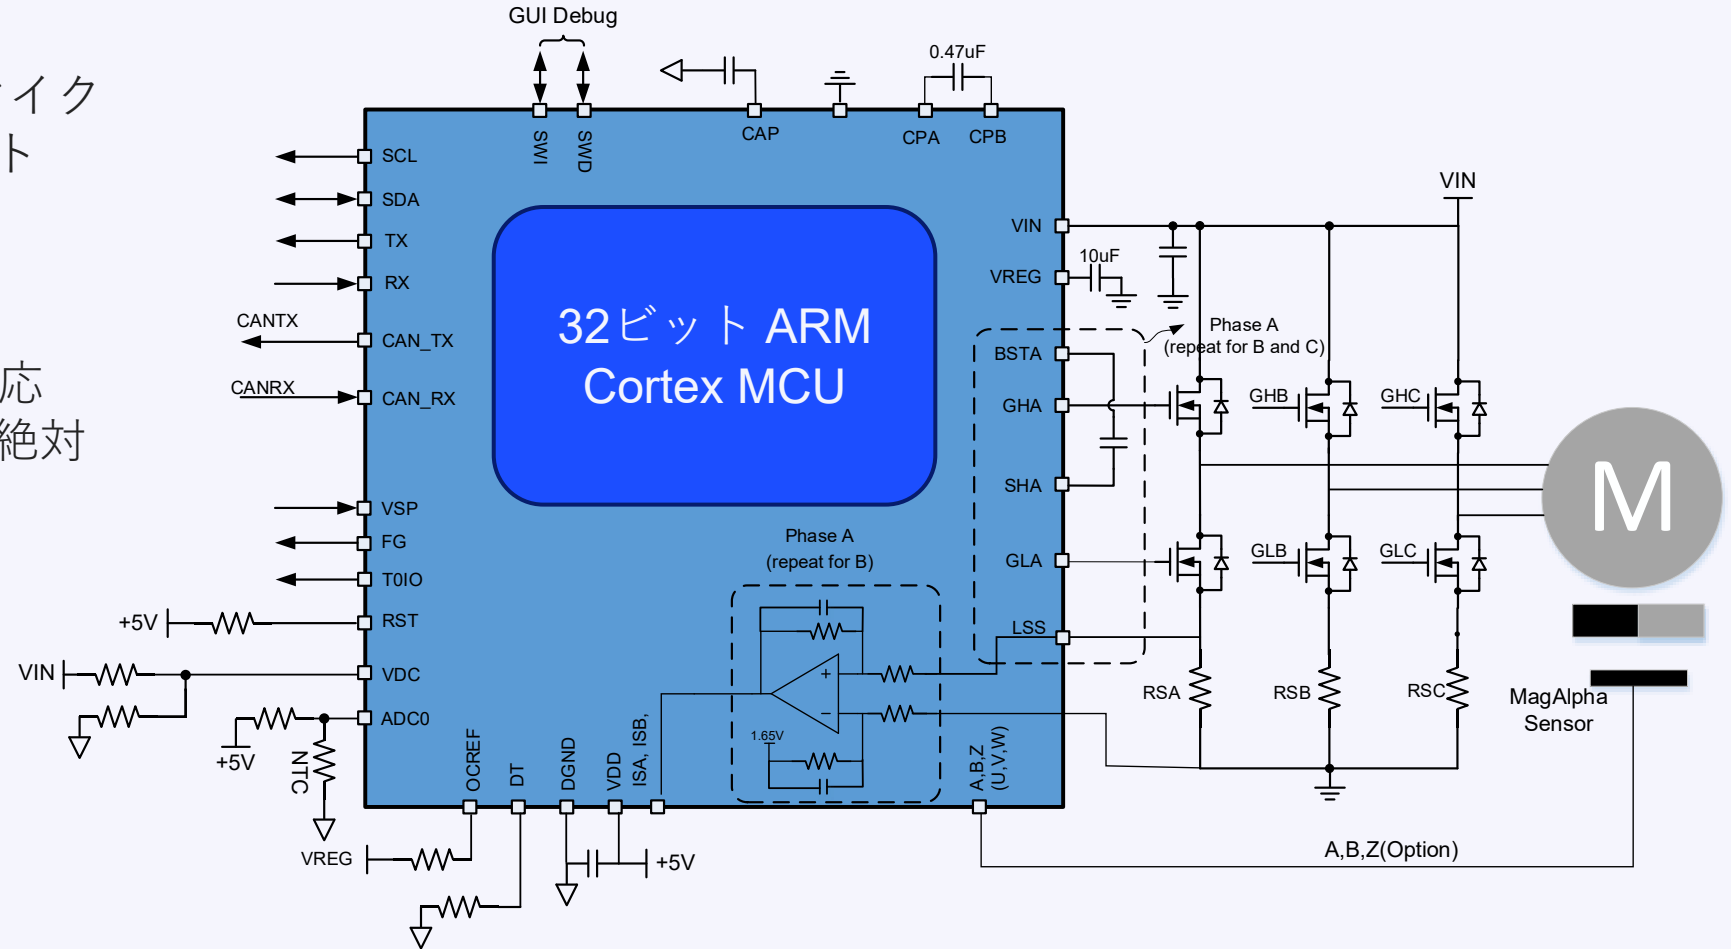 GUI Debug
0.47uF
イク
ト
応
絶対
SWI
SWD
CAP
CPA
CPB
SCL
SDA
TX
RX
CANTX
CAN_TX
CANRX
CAN_RX
VSP
FG
T0IO
+5V
RST
VIN
VDC
ADC0
+5V
NTC
32ビット ARM
Cortex MCU
VIN
VIN
VREG
10uF
Phase A
(repeat for B and C)
BSTA
GHA
GHB
GHC
SHA
GLA
GLB
GLC
LSS
M
Phase A
(repeat for B)
+
−
1.65V
RSA
RSB
RSC
MagAlpha
Sensor
OCREF
DT
DGND
VDD
ISA, ISB,
A,B,Z
(U,V,W)
VREG
+5V
A,B,Z(Option)